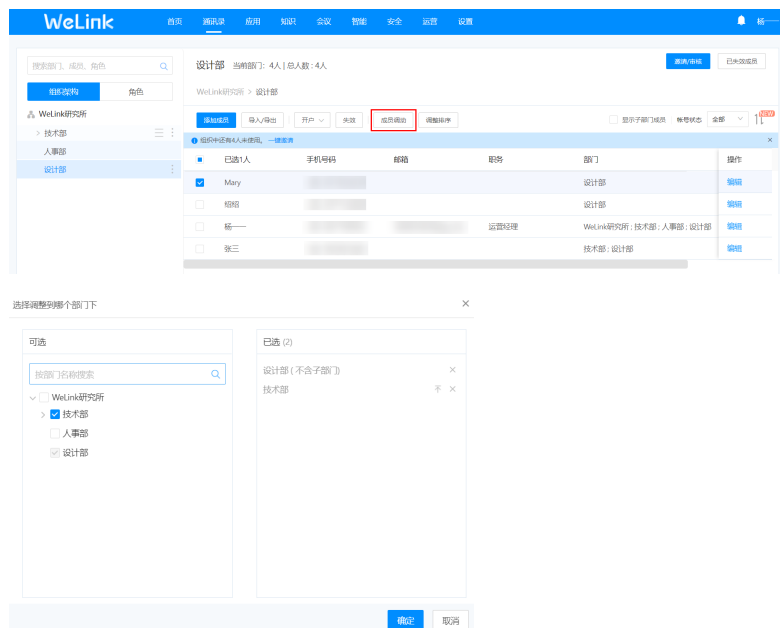 WeLink 首页 通讯录 应用 知识 会议 智能 安全 运营 设置 杨一一
搜索部门、成员、角色
设计部 当前部门：4人 | 总人数：4人 邀请/审核 已失效成员
组织架构 角色
WeLink研究所 > 设计部
WeLink研究所
添加成员 导入/导出 开户 失效 成员调动 调整排序 显示子部门成员 帐号状态 全部 NEW
技术部
组织中还有4人未使用，一键邀请
人事部
已选1人 手机号码 邮箱 职务 部门 操作
设计部
Mary 设计部 编辑
绍绍 设计部 编辑
杨一一 运营经理 WeLink研究所；技术部；人事部；设计部 编辑
张三 技术部；设计部 编辑
选择调整到哪个部门下
可选 已选 (2)
按部门名称搜索
设计部 ( 不含子部门)
技术部
WeLink研究所
技术部
人事部
设计部
确定 取消